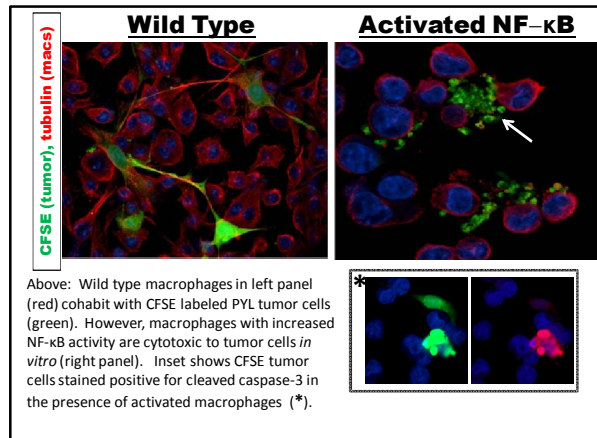 Wild Type
Activated NF–κB
CFSE (tumor), tubulin (macs)
Above:  Wild type macrophages in left panel
(red) cohabit with CFSE labeled PYL tumor cells
(green).  However, macrophages with increased
NF-κB activity are cytotoxic to tumor cells in
vitro (right panel).   Inset shows CFSE tumor
cells stained positive for cleaved caspase-3 in
the presence of activated macrophages  (*).
*